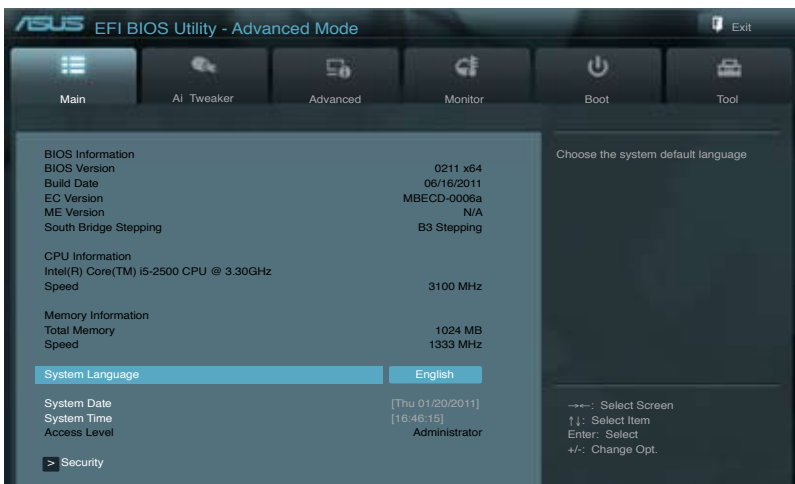 ASUS EFI BIOS Utility - Advanced Mode Exit
Main Ai Tweaker Advanced Monitor Boot Tool
BIOS Information
BIOS Version 0211 x64
Build Date 06/16/2011
EC Version MBECD-0006a
ME Version N/A
South Bridge Stepping B3 Stepping
CPU Information
Intel(R) Core(TM) i5-2500 CPU @ 3.30GHz
Speed 3100 MHz
Memory Information
Total Memory 1024 MB
Speed 1333 MHz
System Language English
System Date [Thu 01/20/2011]
System Time [16:46:15]
Access Level Administrator
> Security
Choose the system default language
→←: Select Screen
↑↓: Select Item
Enter: Select
+/-: Change Opt.